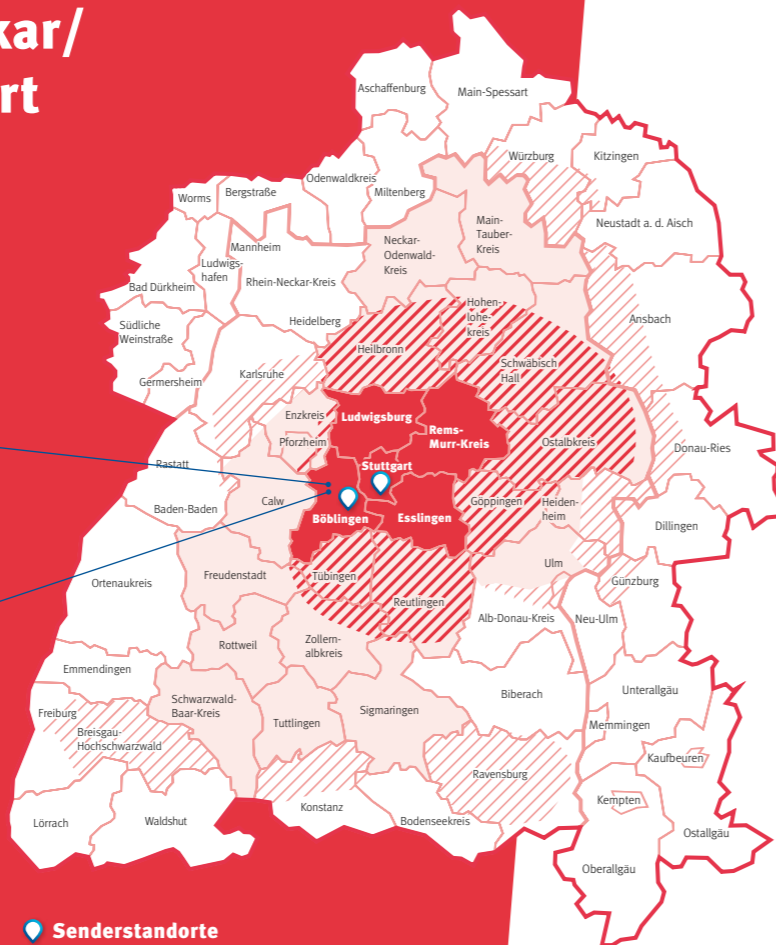 kar/
rt
Aschaffenburg
Main-Spessart
Würzburg
Kitzingen
Odenwaldkreis
Miltenberg
Worms
Bergstraße
Neustadt a. d. Aisch
Main-
Tauber-
Kreis
Neckar-
Odenwald-
Kreis
Mannheim
Ludwigs-
hafen
Rhein-Neckar-Kreis
Bad Dürkheim
Hohen-
lohe-
kreis
Ansbach
Heidelberg
Südliche
Weinstraße
Heilbronn
Schwäbisch
Hall
Karlsruhe
Germersheim
Enzkreis
Ludwigsburg
Rems-
Murr-Kreis
Pforzheim
Ostalbkreis
Donau-Ries
Rastatt
Stuttgart
Calw
Göppingen
Heiden-
heim
Baden-Baden
Böblingen
Esslingen
Dillingen
Ulm
Ortenaukreis
Freudenstadt
Tübingen
Günzburg
Reutlingen
Alb-Donau-Kreis
Neu-Ulm
Rottweil
Zollern-
albkreis
Emmendingen
Schwarzwald-
Baar-Kreis
Biberach
Unterallgäu
Freiburg
Sigmaringen
Tuttlingen
Memmingen
Breisgau-
Hochschwarzwald
Kaufbeuren
Ravensburg
Kempten
Konstanz
Lörrach
Waldshut
Bodenseekreis
Ostallgäu
Oberallgäu
Senderstandorte